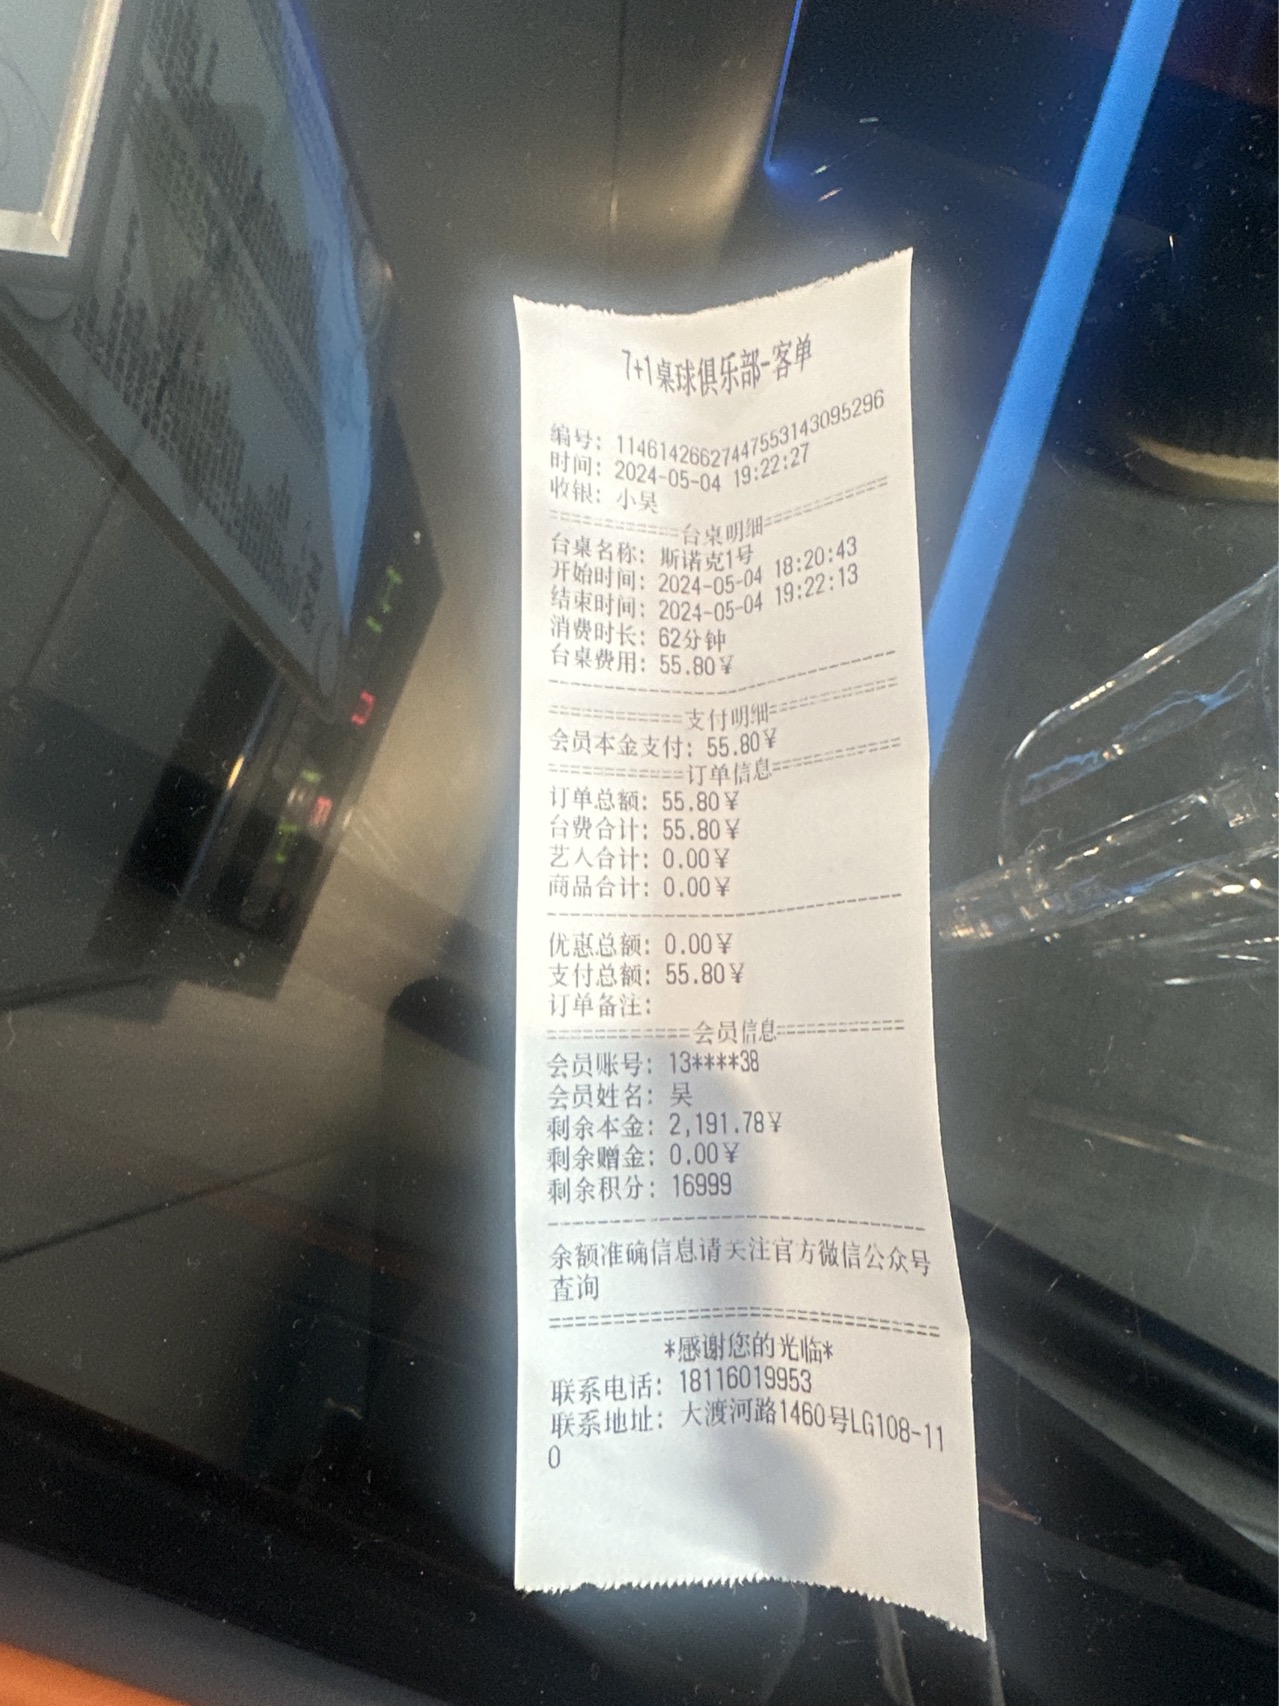 7+1桌球俱乐部-客单
编号: 1146142662744755314309­5296
时间: 2024-05-04 19:22:27
收银: 小昊
===========台桌明细===========
台桌名称: 斯诺克1号
开始时间: 2024-05-04 18:20:43
结束时间: 2024-05-04 19:22:13
消费时长: 62分钟
台桌费用: 55.80¥
--------------------------------
===========支付明细===========
会员本金支付: 55.80¥
===========订单信息===========
订单总额: 55.80¥
台费合计: 55.80¥
艺人合计: 0.00¥
商品合计: 0.00¥
--------------------------------
优惠总额: 0.00¥
支付总额: 55.80¥
订单备注:
===========会员信息===========
会员账号: 13****38
会员姓名: 吴
剩余本金: 2,191.78¥
剩余赠金: 0.00¥
剩余积分: 16999
--------------------------------
余额准确信息请关注官方微信公众号
查询
================================
*感谢您的光临*
联系电话: 18116019953
联系地址: 大渡河路1460号LG108-11
0